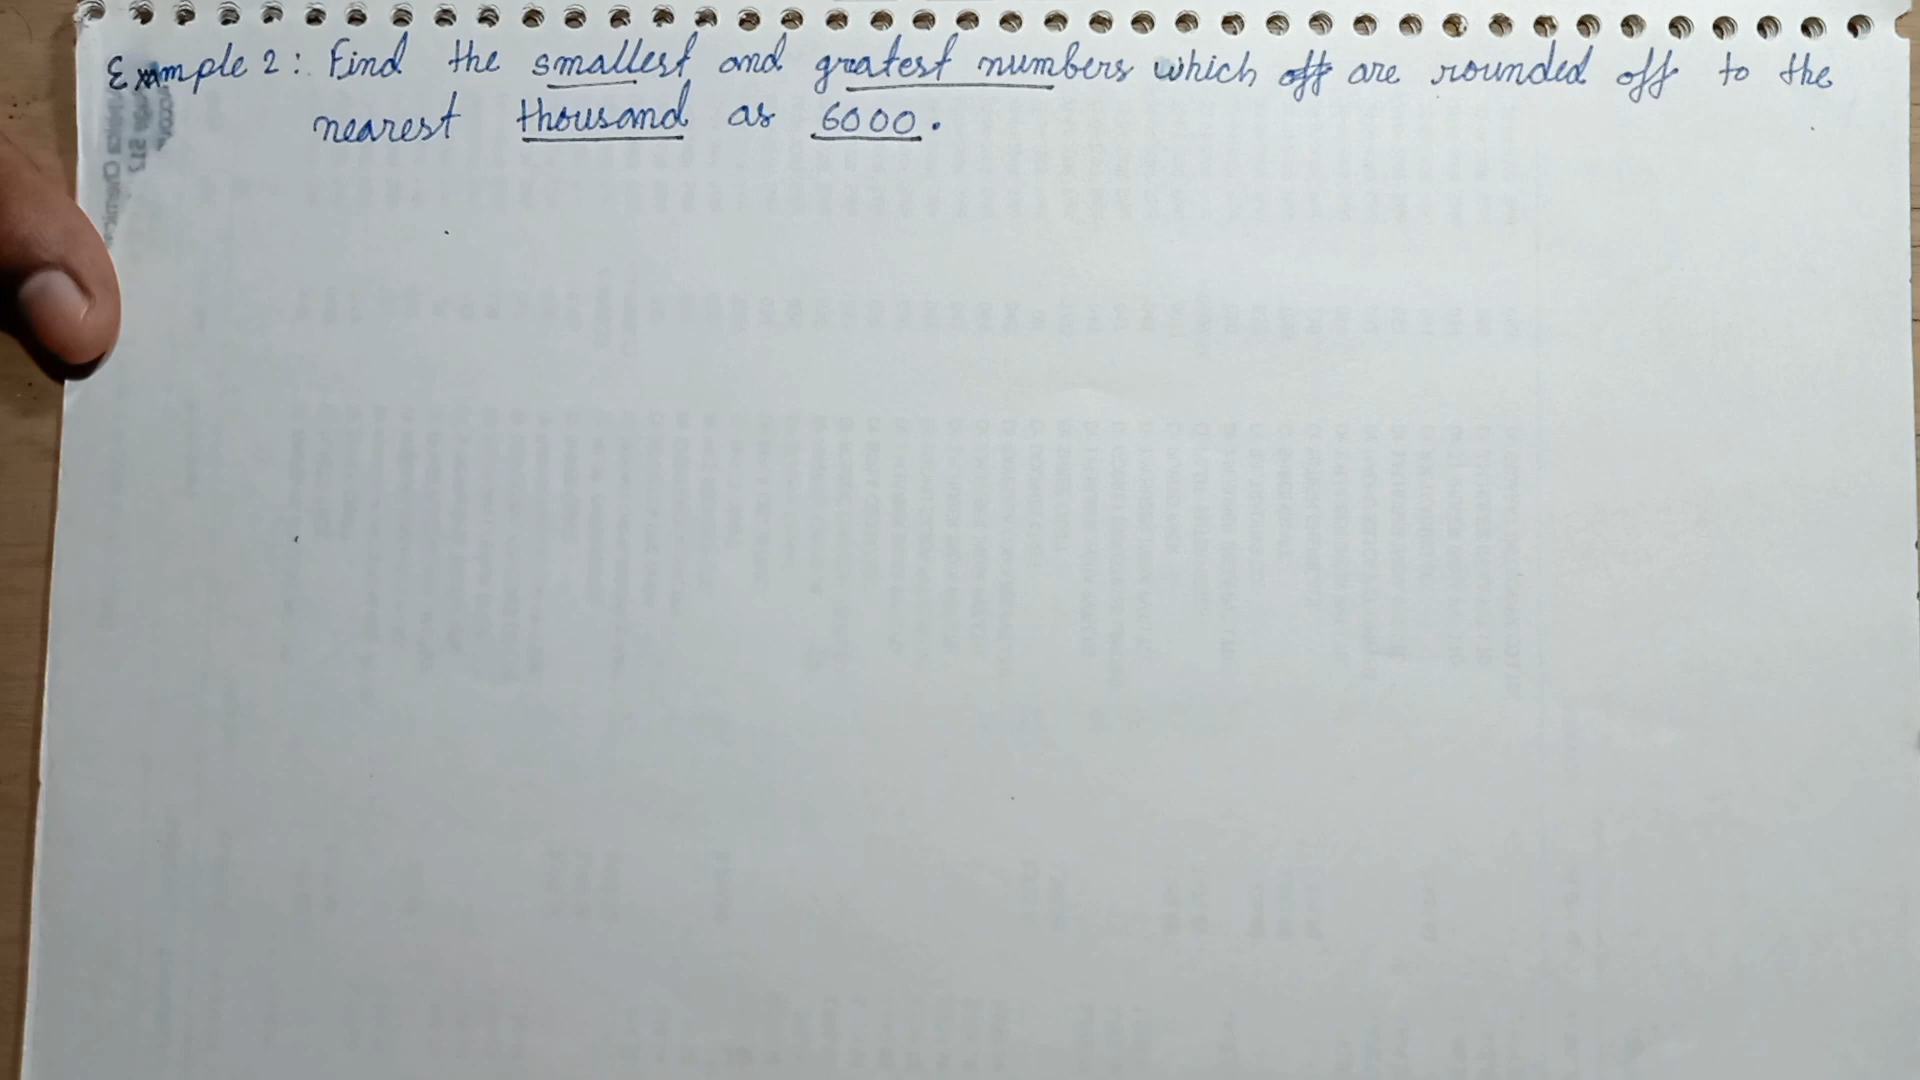 Example 2: Find the smallest and greatest numbers which off are rounded off to the
nearest thousand as 6000.